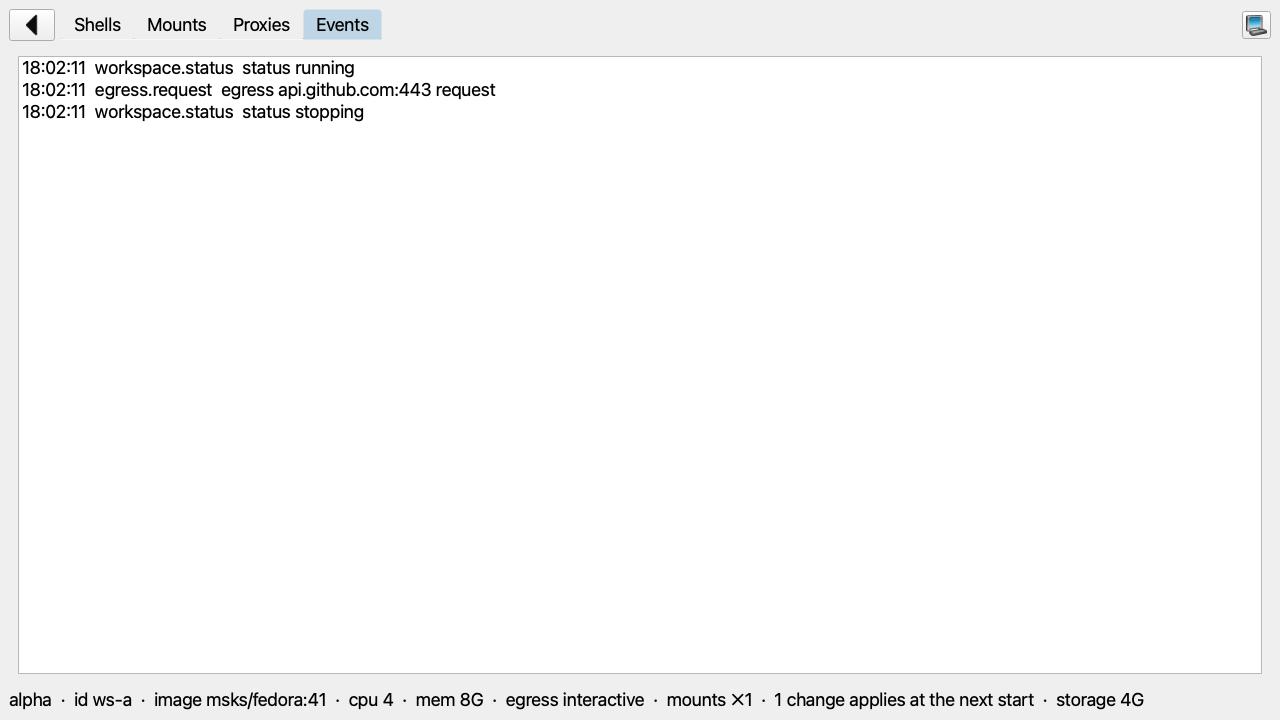 Shells Mounts Proxies Events
18:02:11 workspace.status status running
18:02:11 egress.request egress api.github.com:443 request
18:02:11 workspace.status status stopping
alpha · id ws-a · image msks/fedora:41 · cpu 4 · mem 8G · egress interactive · mounts ×1 · 1 change applies at the next start · storage 4G